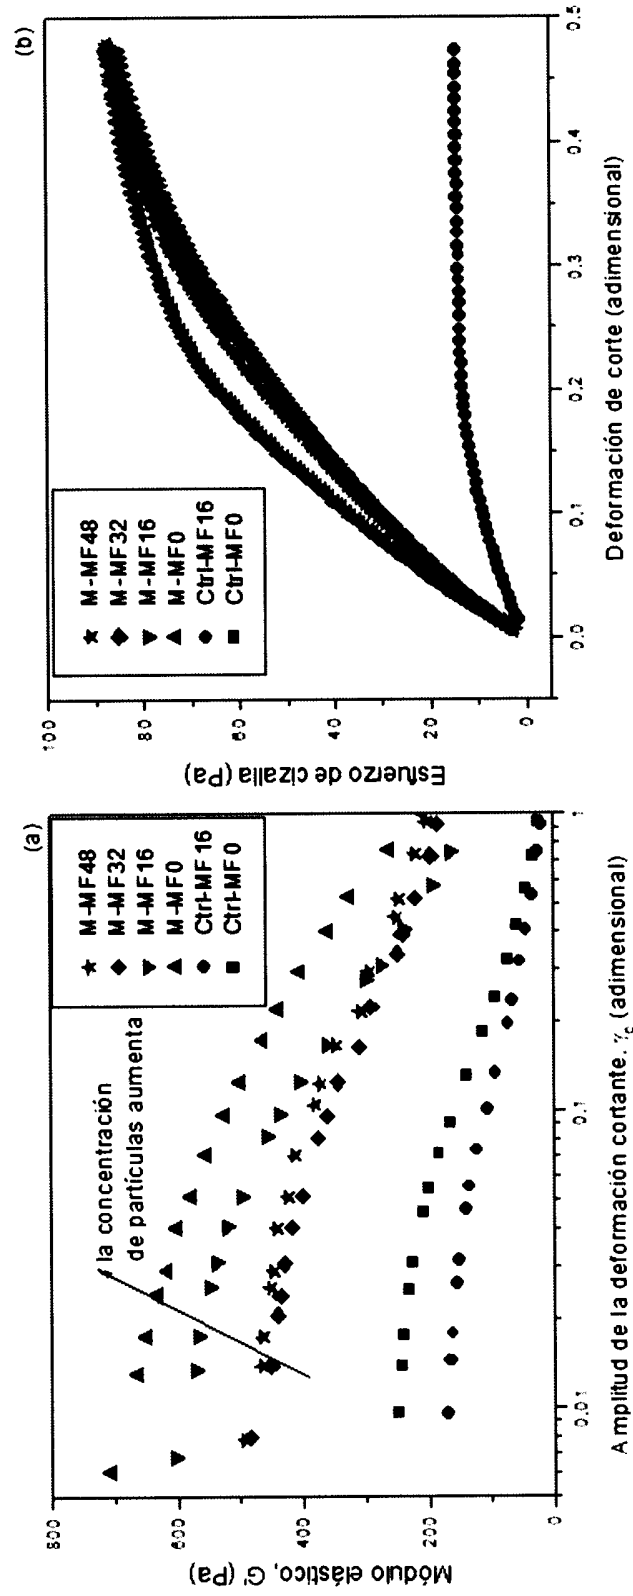 (a)
M-MF48
M-MF32
M-MF16
M-MF0
Ctrl-MF16
Ctrl-MF0
la concentración
de partículas aumenta
800
600
400
200
0
Módulo elástico, G' (Pa)
0.01
0.1
1
Amplitud de la deformación cortante. γc (adimensional)
(b)
M-MF48
M-MF32
M-MF16
M-MF0
Ctrl-MF16
Ctrl-MF0
100
80
60
40
20
0
Esfuerzo de cizalla (Pa)
0.0
0.1
0.2
0.3
0.4
0.5
Deformación de corte (adimensional)